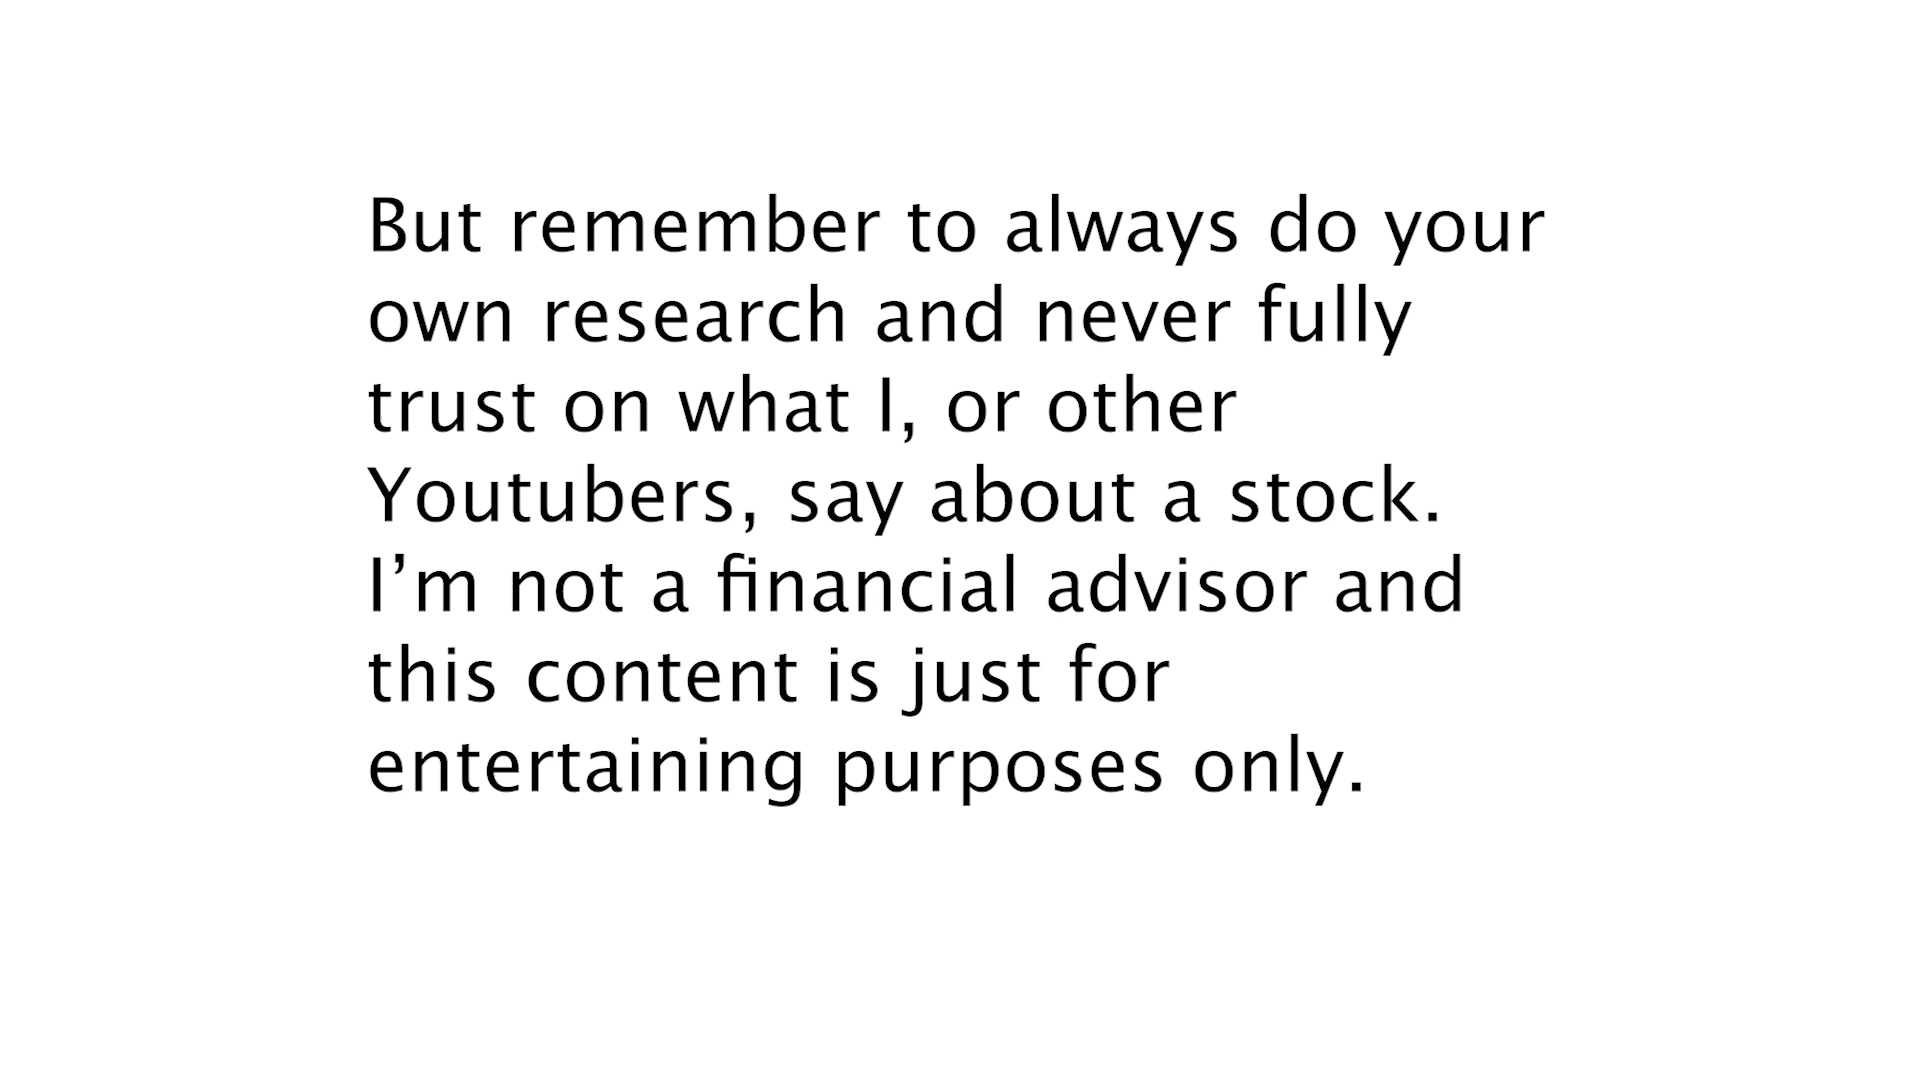 But remember to always do your
own research and never fully
trust on what I, or other
Youtubers, say about a stock.
I’m not a financial advisor and
this content is just for
entertaining purposes only.